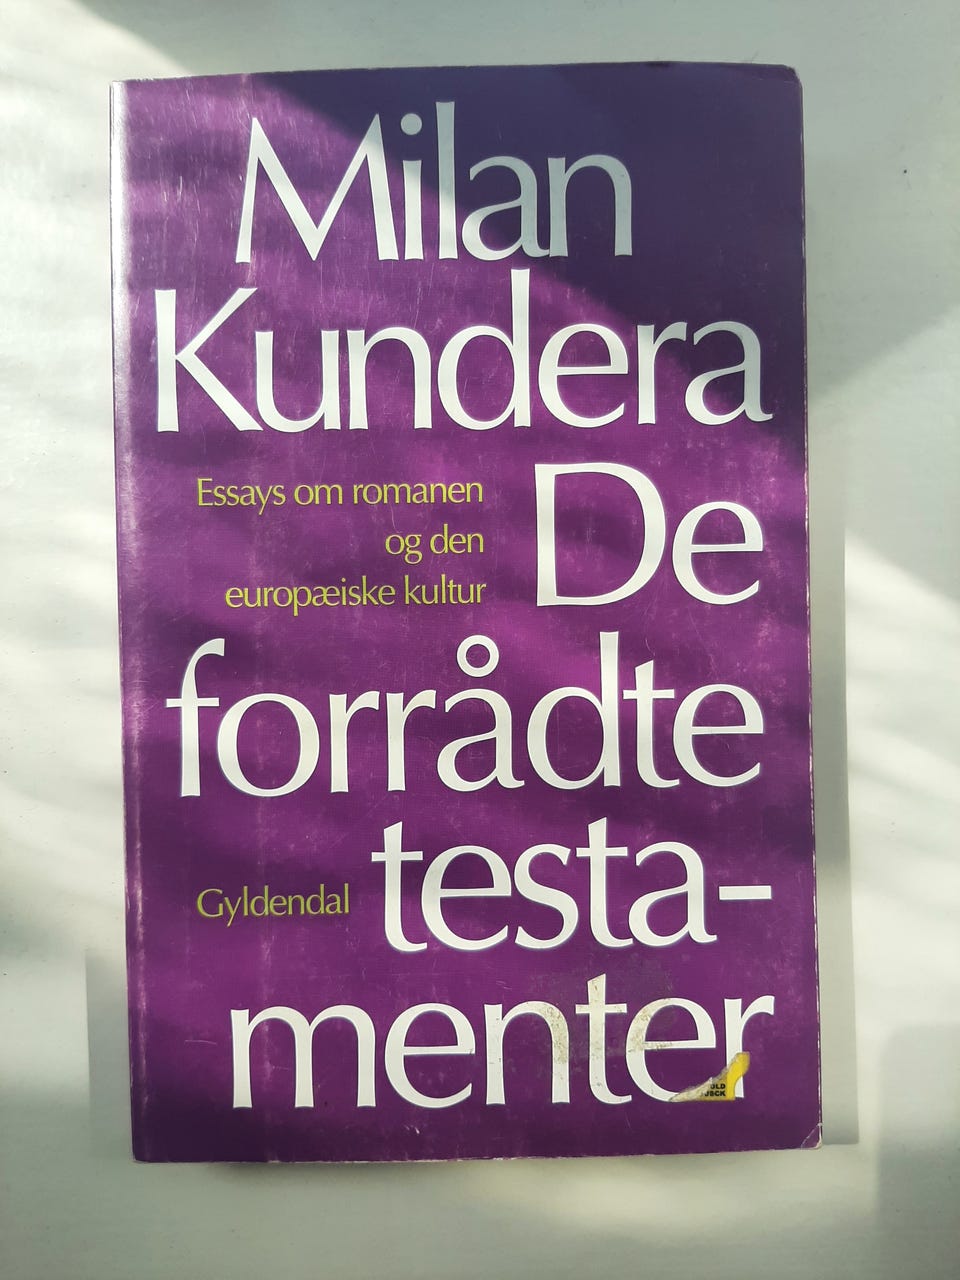 Milan
Kundera
Essays om romanen
og den
europæiske kultur
De
forrådte
testa-
Gyldendal
menter